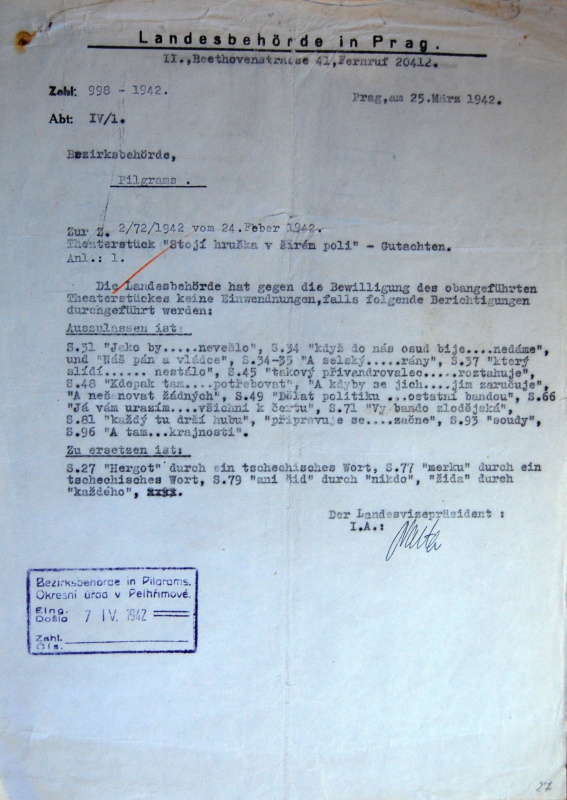 Landesbehörde in Prag.
II.,Beethovenstrasse 41,Fernruf 20412.
Zahl: 998 - 1942.
Prag,am 25.März 1942.
Abt: IV/1.
Bezirksbehörde,
Pilgrams .
Zur Z. 2/72/1942 vom 24.Feber 1942.
Theaterstück "Stojí hruška v širém poli" - Gutachten.
Anl.: 1.
Die Landesbehörde hat gegen die Bewilligung des obangeführten
Theaterstückes keine Einwendnungen,falls folgende Berichtigungen
durchgeführt werden:
Auszulassen ist:
S.31 "Jako by.....nevešlo", S.34 "když do nás osud bije....nedáme",
und "Náš pán a vládce", S.34-35 "A selský....rány", S.37 "který
slídí...... nestálo", S.45 "takový přivandrovalec.....roztahuje",
S.48 "Kdepak tam....potřebovat", "A kdyby se jich....jim zaručuje",
"A než novat žádných", S.49 "Dělat politiku ...ostatní bandou", S.66
"Já vám urazím....všichni k čertu", S.71 "Vy bando zlodějská",
S.81 "každý tu drží hubu", "připravuje se....začne", S.93 "soudy",
S.96 "A tam...krajnosti".
Zu ersetzen ist:
S.27 "Hergot" durch ein tschechisches Wort, S.77 "merku" durch ein
tschechisches Wort, S.79 "ani žid" durch "nikdo", "žida" durch
"každého",
Der Landesvizepräsident :
I.A.:
Bezirksbehörde in Pilgrams.
Okresní úřad v Pelhřimově.
Eing.
Došlo 7 IV. 1942
Zahl.
Čís.
27